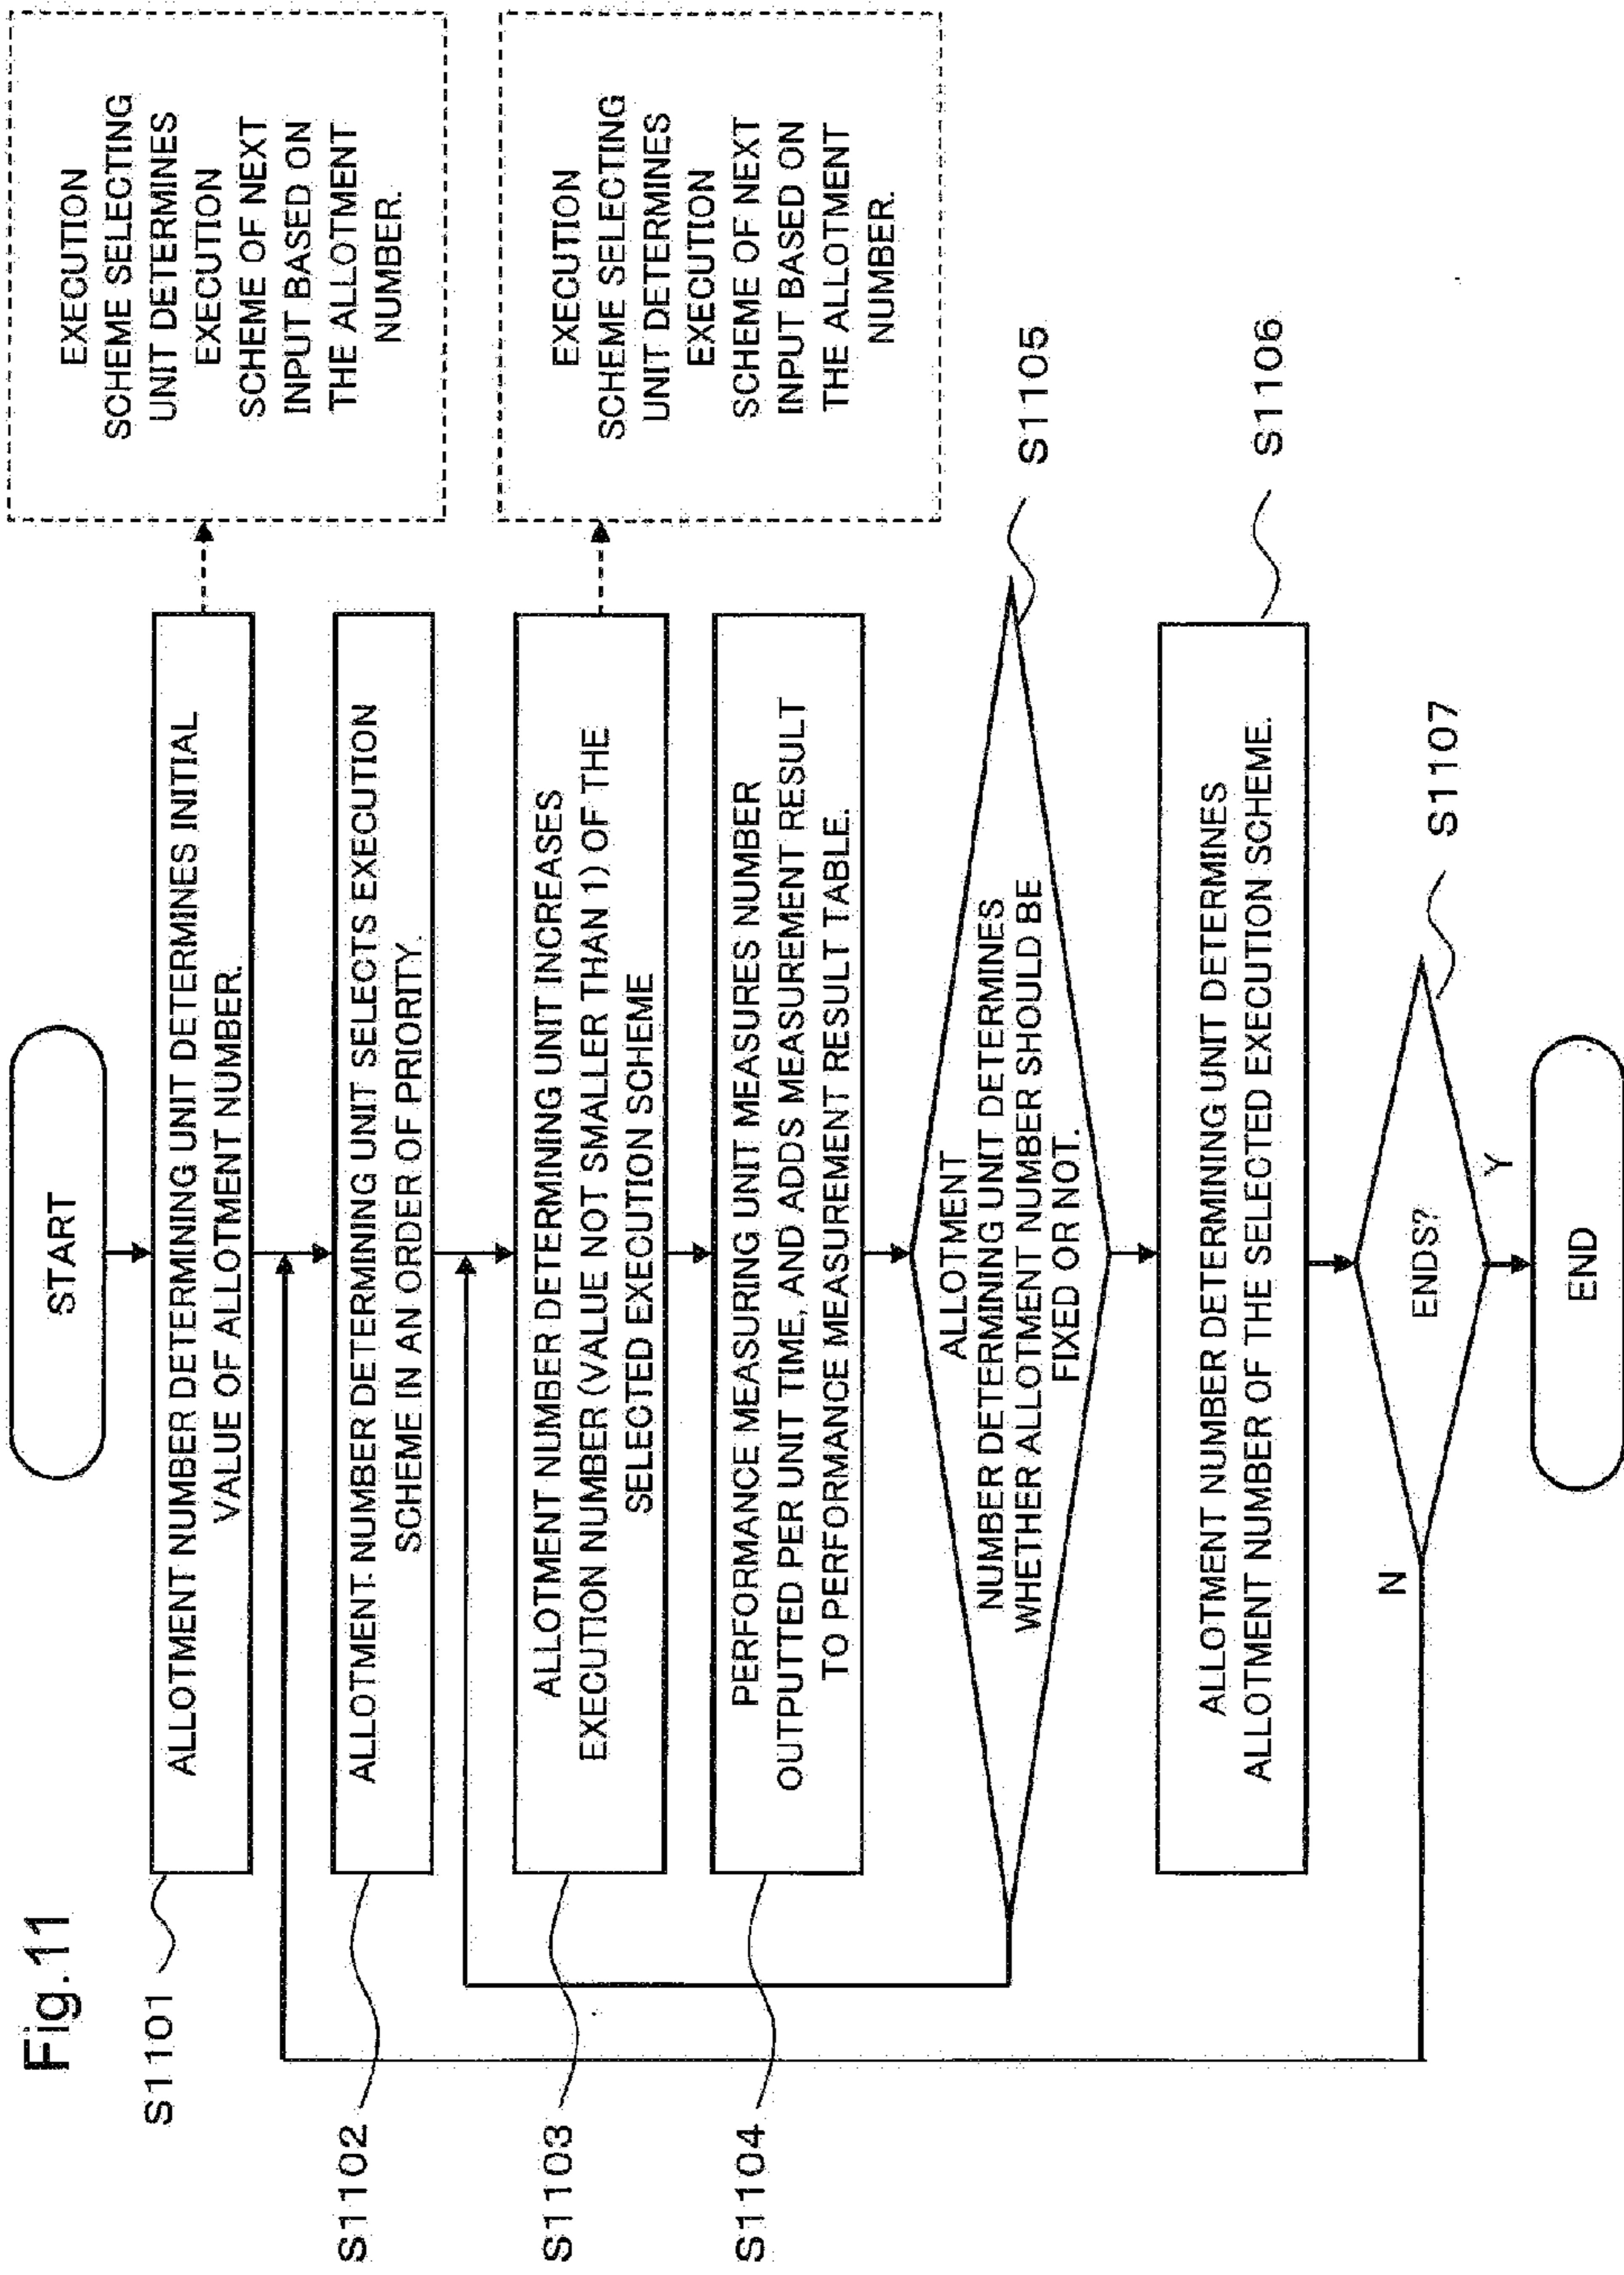 Fig.11
START
S1101
ALLOTMENT NUMBER DETERMINING UNIT DETERMINES INITIAL
VALUE OF ALLOTMENT NUMBER.
EXECUTION
SCHEME SELECTING
UNIT DETERMINES
EXECUTION
SCHEME OF NEXT
INPUT BASED ON
THE ALLOTMENT
NUMBER.
S1102
ALLOTMENT NUMBER DETERMINING UNIT SELECTS EXECUTION
SCHEME IN AN ORDER OF PRIORITY.
S1103
ALLOTMENT NUMBER DETERMINING UNIT INCREASES
EXECUTION NUMBER (VALUE NOT SMALLER THAN 1) OF THE
SELECTED EXECUTION SCHEME
EXECUTION
SCHEME SELECTING
UNIT DETERMINES
EXECUTION
SCHEME OF NEXT
INPUT BASED ON
THE ALLOTMENT
NUMBER.
S1104
PERFORMANCE MEASURING UNIT MEASURES NUMBER
OUTPUTTED PER UNIT TIME, AND ADDS MEASUREMENT RESULT
TO PERFORMANCE MEASUREMENT RESULT TABLE.
ALLOTMENT
NUMBER DETERMINING UNIT DETERMINES
WHETHER ALLOTMENT NUMBER SHOULD BE
FIXED OR NOT.
S1105
ALLOTMENT NUMBER DETERMINING UNIT DETERMINES
ALLOTMENT NUMBER OF THE SELECTED EXECUTION SCHEME.
S1106
N
ENDS?
S1107
Y
END